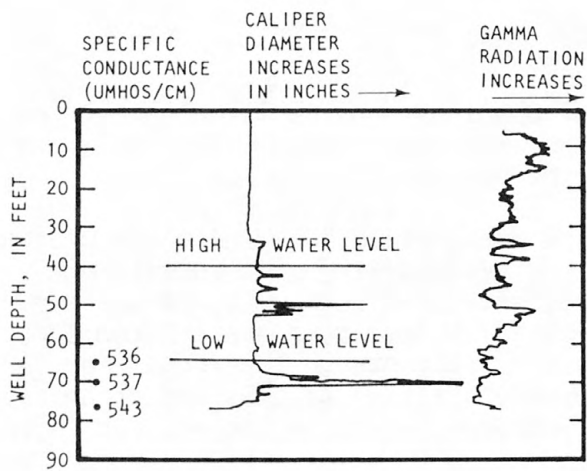 SPECIFIC
CONDUCTANCE
(UMHOS/CM)
CALIPER
DIAMETER
INCREASES
IN INCHES
GAMMA
RADIATION
INCREASES
WELL DEPTH, IN FEET
0
10
20
30
40
50
60
70
80
90
HIGH WATER LEVEL
LOW WATER LEVEL
536
537
543